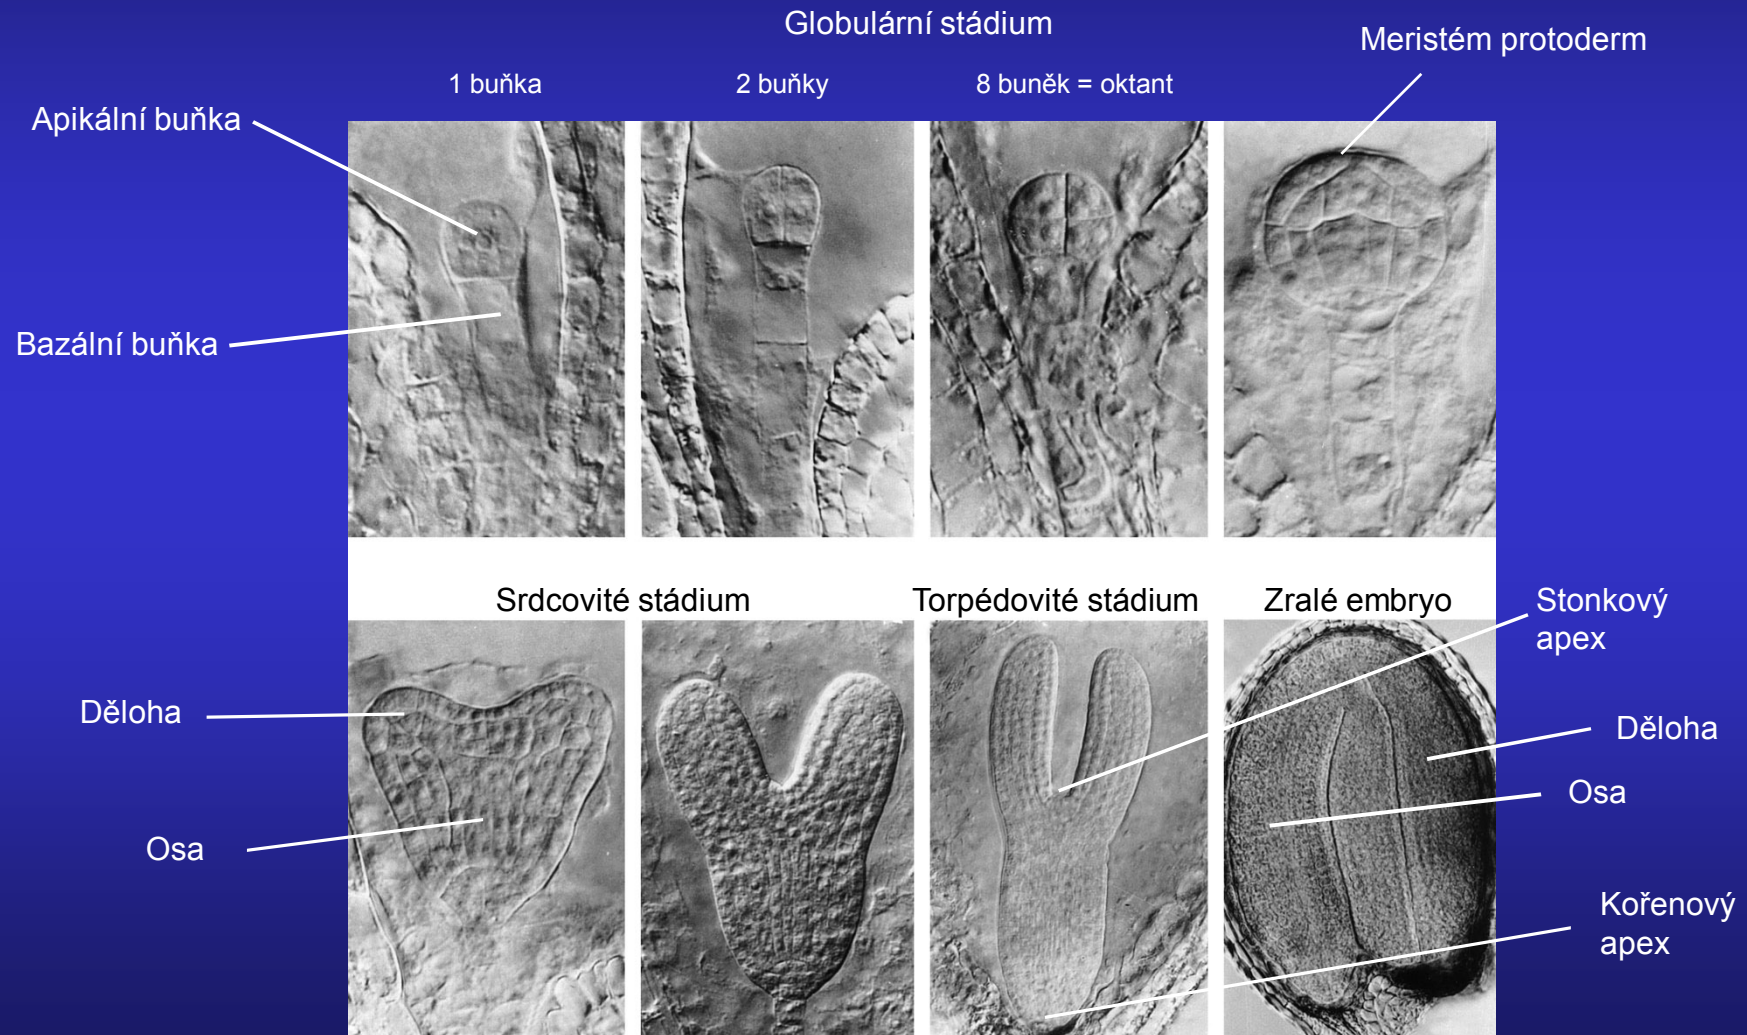 Globulární stádium
Meristém protoderm
1 buňka
2 buňky
8 buněk = oktant
Apikální buňka
Bazální buňka
Srdcovité stádium
Torpédovité stádium
Zralé embryo
Stonkový
apex
Děloha
Děloha
Osa
Osa
Kořenový
apex